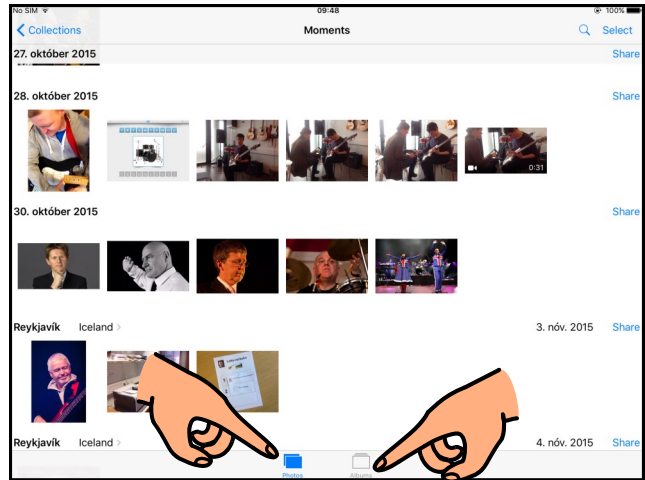 No SIM 09:48 100%
Collections Moments Select
27. október 2015 Share
28. október 2015 Share
0:31
30. október 2015 Share
Reykjavík Iceland 3. nóv. 2015 Share
Reykjavík Iceland 4. nóv. 2015 Share
Photos Albums